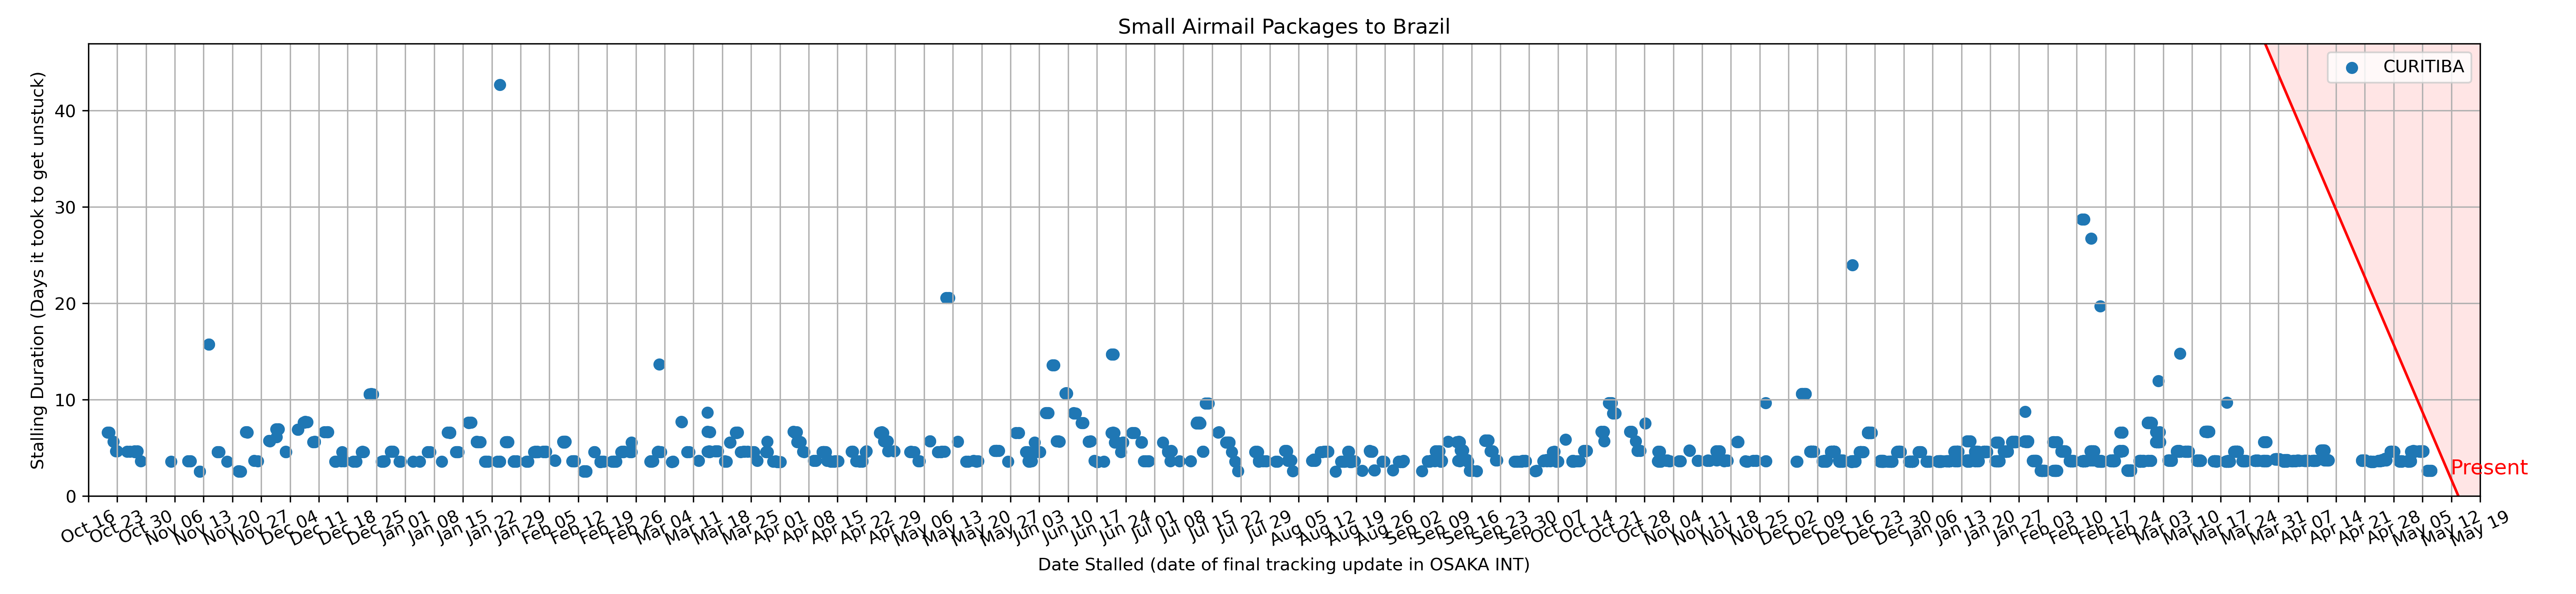 Small Airmail Packages to Brazil
CURITIBA
Stalling Duration (Days it took to get unstuck)
40
30
20
10
0
Present
Oct 16 Oct 23 Oct 30 Nov 06 Nov 13 Nov 20 Nov 27 Dec 04 Dec 11 Dec 18 Dec 25 Jan 01 Jan 08 Jan 15 Jan 22 Jan 29 Feb 05 Feb 12 Feb 19 Feb 26 Mar 04 Mar 11 Mar 18 Mar 25 Apr 01 Apr 08 Apr 15 Apr 22 Apr 29 May 06 May 13 May 20 May 27 Jun 03 Jun 10 Jun 17 Jun 24 Jul 01 Jul 08 Jul 15 Jul 22 Jul 29 Aug 05 Aug 12 Aug 19 Aug 26 Sep 02 Sep 09 Sep 16 Sep 23 Sep 30 Oct 07 Oct 14 Oct 21 Oct 28 Nov 04 Nov 11 Nov 18 Nov 25 Dec 02 Dec 09 Dec 16 Dec 23 Dec 30 Jan 06 Jan 13 Jan 20 Jan 27 Feb 03 Feb 10 Feb 17 Feb 24 Mar 03 Mar 10 Mar 17 Mar 24 Mar 31 Apr 07 Apr 14 Apr 21 Apr 28 May 05 May 12 May 19
Date Stalled (date of final tracking update in OSAKA INT)